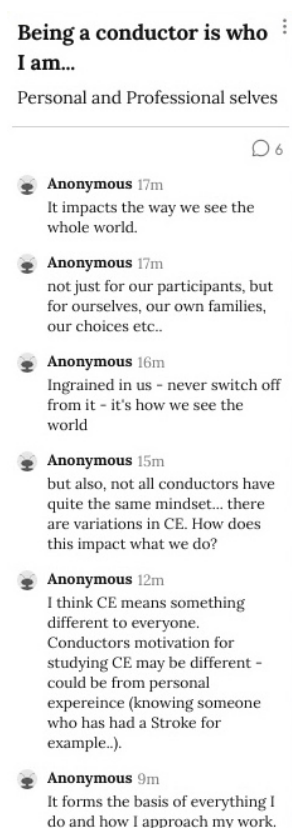 Being a conductor is who
I am...
Personal and Professional selves
6
Anonymous 17m
It impacts the way we see the
whole world.
Anonymous 17m
not just for our participants, but
for ourselves, our own families,
our choices etc..
Anonymous 16m
Ingrained in us - never switch off
from it - it's how we see the
world
Anonymous 15m
but also, not all conductors have
quite the same mindset... there
are variations in CE. How does
this impact what we do?
Anonymous 12m
I think CE means something
different to everyone.
Conductors motivation for
studying CE may be different -
could be from personal
expereince (knowing someone
who has had a Stroke for
example..).
Anonymous 9m
It forms the basis of everything I
do and how I approach my work.